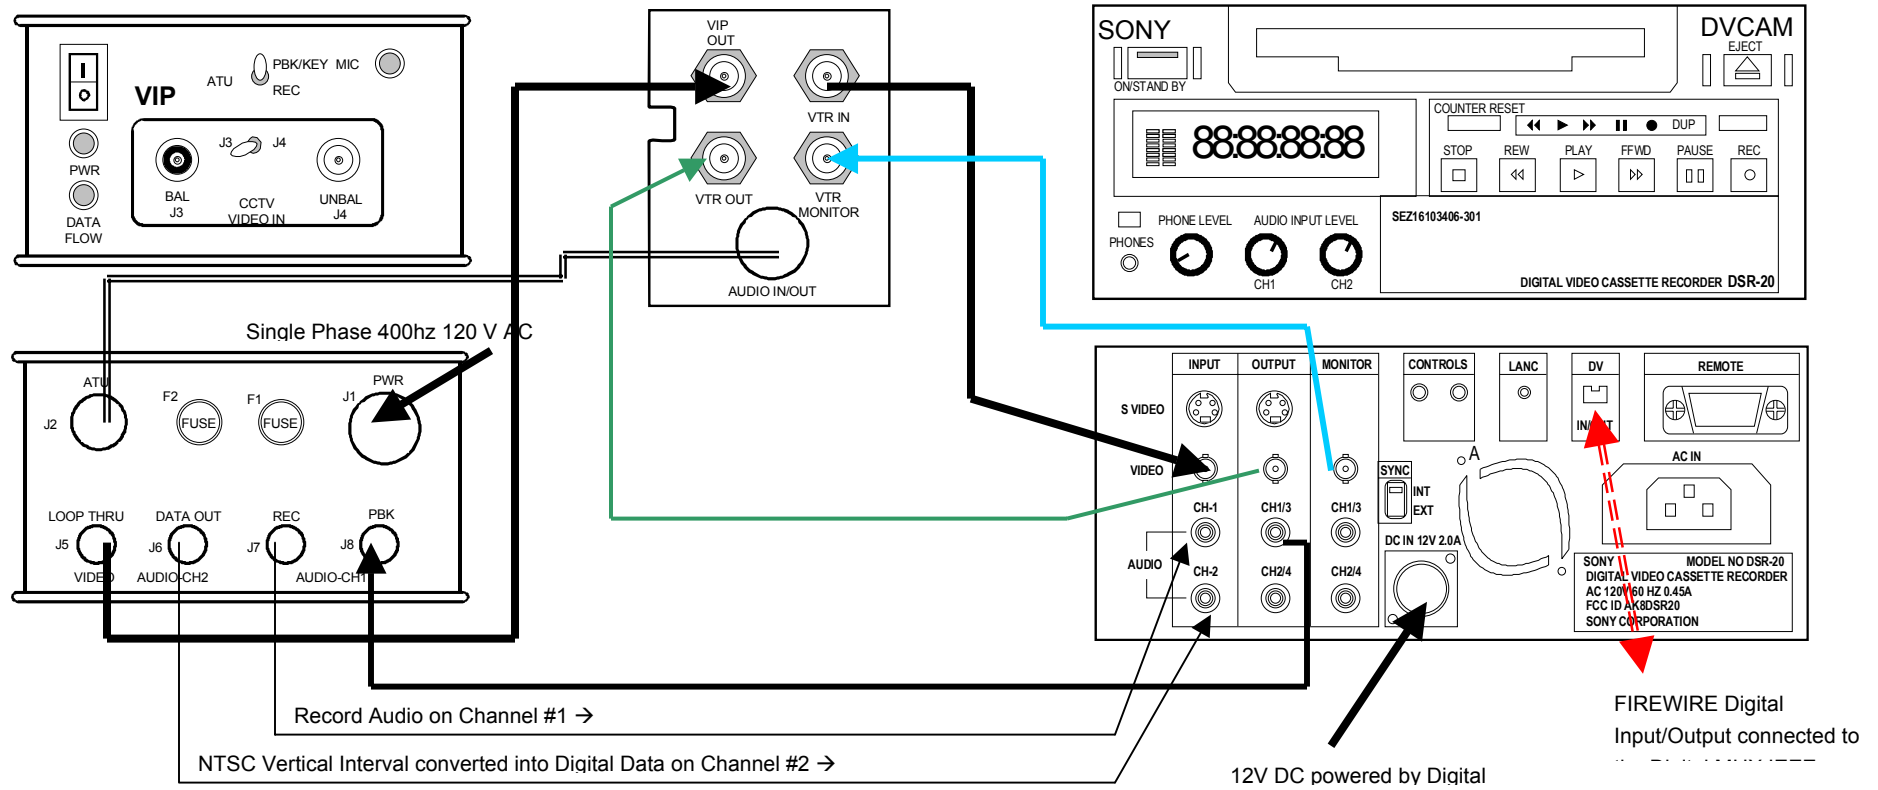 VIP
ATU
PBK/KEY MIC
REC
PWR
DATA
FLOW
J3
J4
BAL
J3
CCTV
VIDEO IN
UNBAL
J4
VIP
OUT
VTR IN
VTR OUT
VTR
MONITOR
AUDIO IN/OUT
SONY
DVCAM
ON/STAND BY
EJECT
COUNTER RESET
DUP
88:88:88:88
STOP
REW
PLAY
FFWD
PAUSE
REC
PHONE LEVEL
AUDIO INPUT LEVEL
PHONES
CH1
CH2
SEZ16103406-301
DIGITAL VIDEO CASSETTE RECORDER DSR-20
Single Phase 400hz 120 V AC
ATU
J2
F2
FUSE
F1
FUSE
J1
PWR
LOOP THRU
J5
VIDEO
DATA OUT
J6
AUDIO-CH2
REC
J7
AUDIO-CH1
PBK
J8
INPUT
OUTPUT
MONITOR
CONTROLS
LANC
DV
REMOTE
S VIDEO
IN/OUT
VIDEO
A
AC IN
SYNC
INT
EXT
CH-1
CH1/3
CH1/3
DC IN 12V 2.0A
AUDIO
CH-2
CH2/4
CH2/4
SONY
MODEL NO DSR-20
DIGITAL VIDEO CASSETTE RECORDER
AC 120V 60 HZ 0.45A
FCC ID AK8DSR20
SONY CORPORATION
Record Audio on Channel #1 →
NTSC Vertical Interval converted into Digital Data on Channel #2 →
12V DC powered by Digital
FIREWIRE Digital
Input/Output connected to